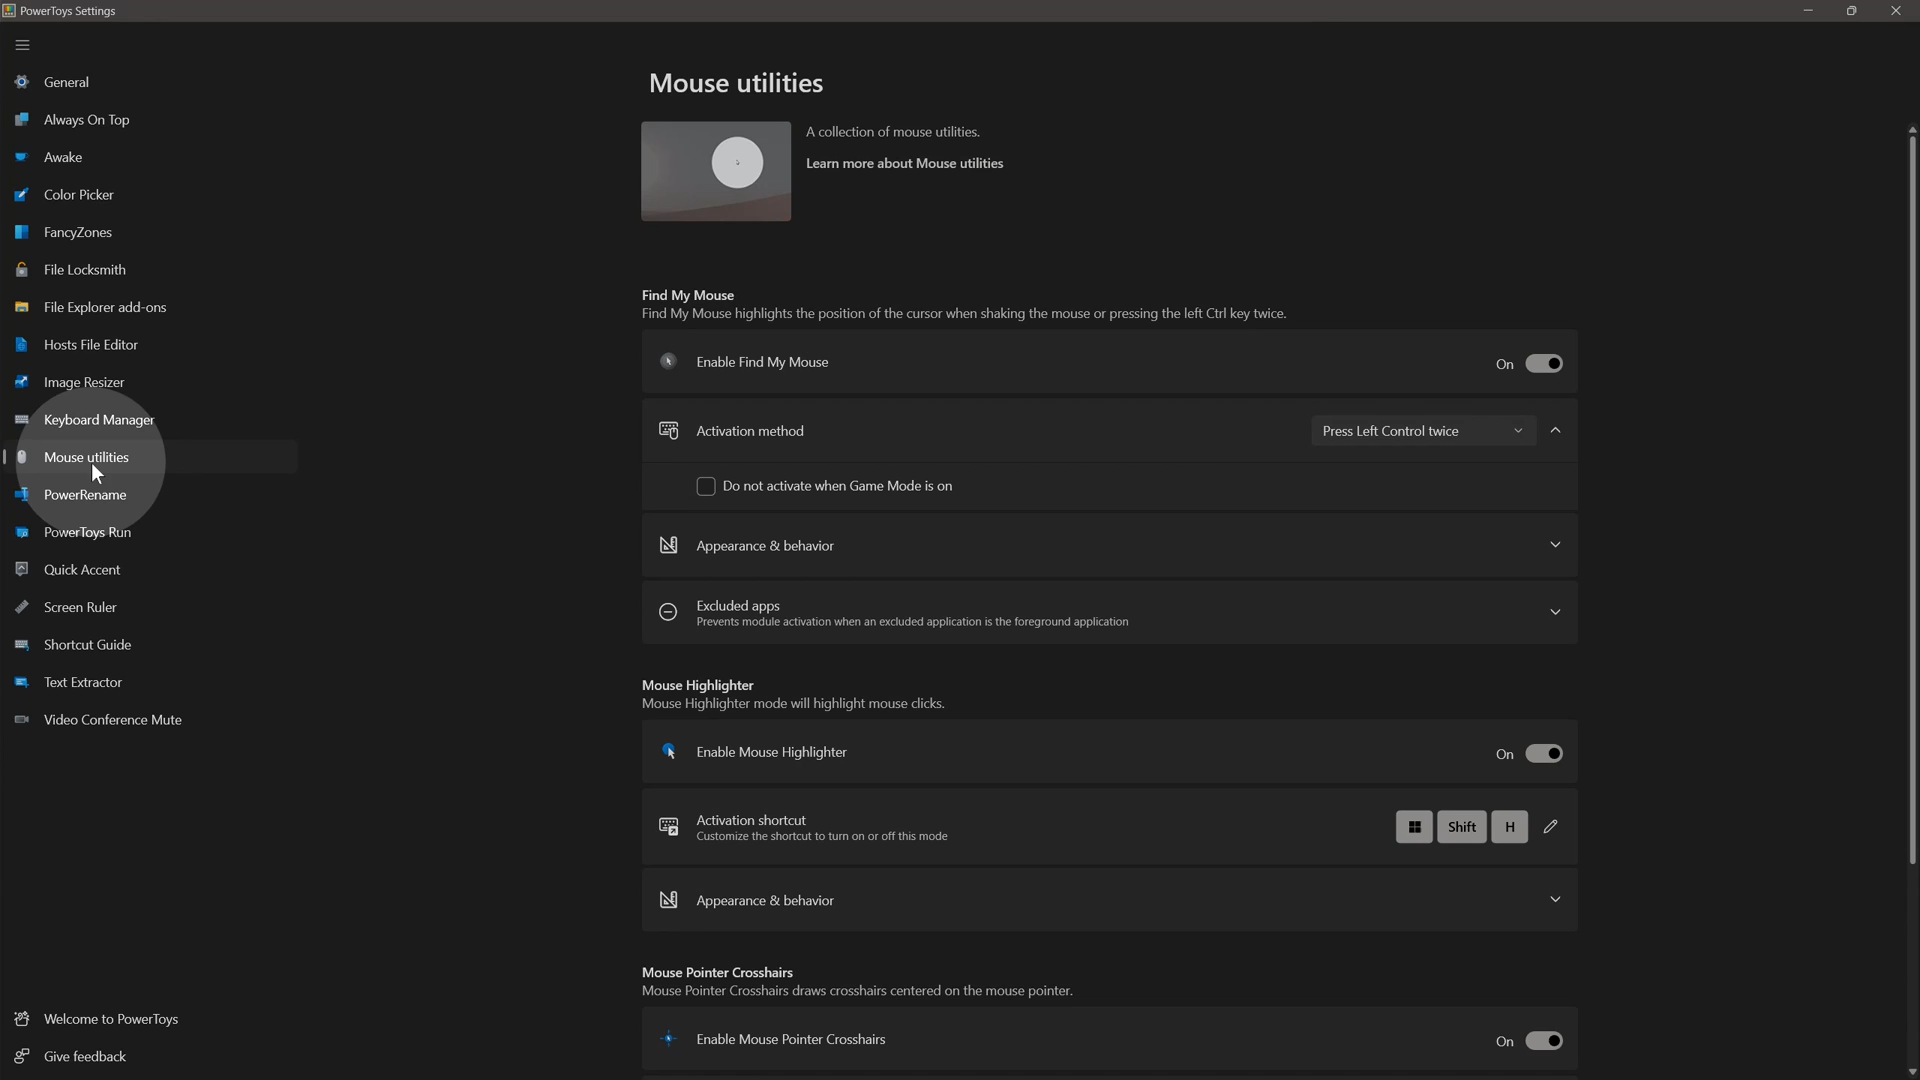 PowerToys Settings
General
Always On Top
Awake
Color Picker
FancyZones
File Locksmith
File Explorer add-ons
Hosts File Editor
Image Resizer
Keyboard Manager
Mouse utilities
PowerRename
PowerToys Run
Quick Accent
Screen Ruler
Shortcut Guide
Text Extractor
Video Conference Mute
Welcome to PowerToys
Give feedback
Mouse utilities
A collection of mouse utilities.
Learn more about Mouse utilities
Find My Mouse
Find My Mouse highlights the position of the cursor when shaking the mouse or pressing the left Ctrl key twice.
Enable Find My Mouse
On
Activation method
Press Left Control twice
Do not activate when Game Mode is on
Appearance & behavior
Excluded apps
Prevents module activation when an excluded application is the foreground application
Mouse Highlighter
Mouse Highlighter mode will highlight mouse clicks.
Enable Mouse Highlighter
On
Activation shortcut
Customize the shortcut to turn on or off this mode
Shift H
Appearance & behavior
Mouse Pointer Crosshairs
Mouse Pointer Crosshairs draws crosshairs centered on the mouse pointer.
Enable Mouse Pointer Crosshairs
On